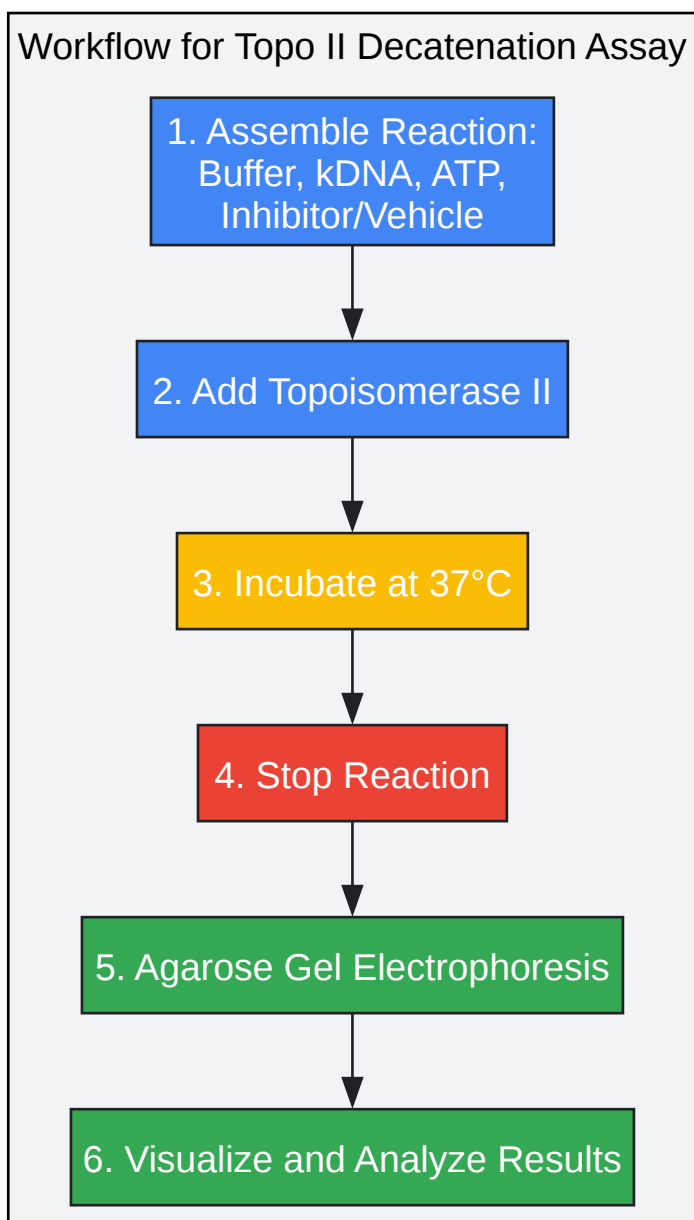 Workflow for Topo II Decatenation Assay
1. Assemble Reaction:
Buffer, kDNA, ATP,
Inhibitor/Vehicle
2. Add Topoisomerase II
3. Incubate at 37°C
4. Stop Reaction
5. Agarose Gel Electrophoresis
6. Visualize and Analyze Results